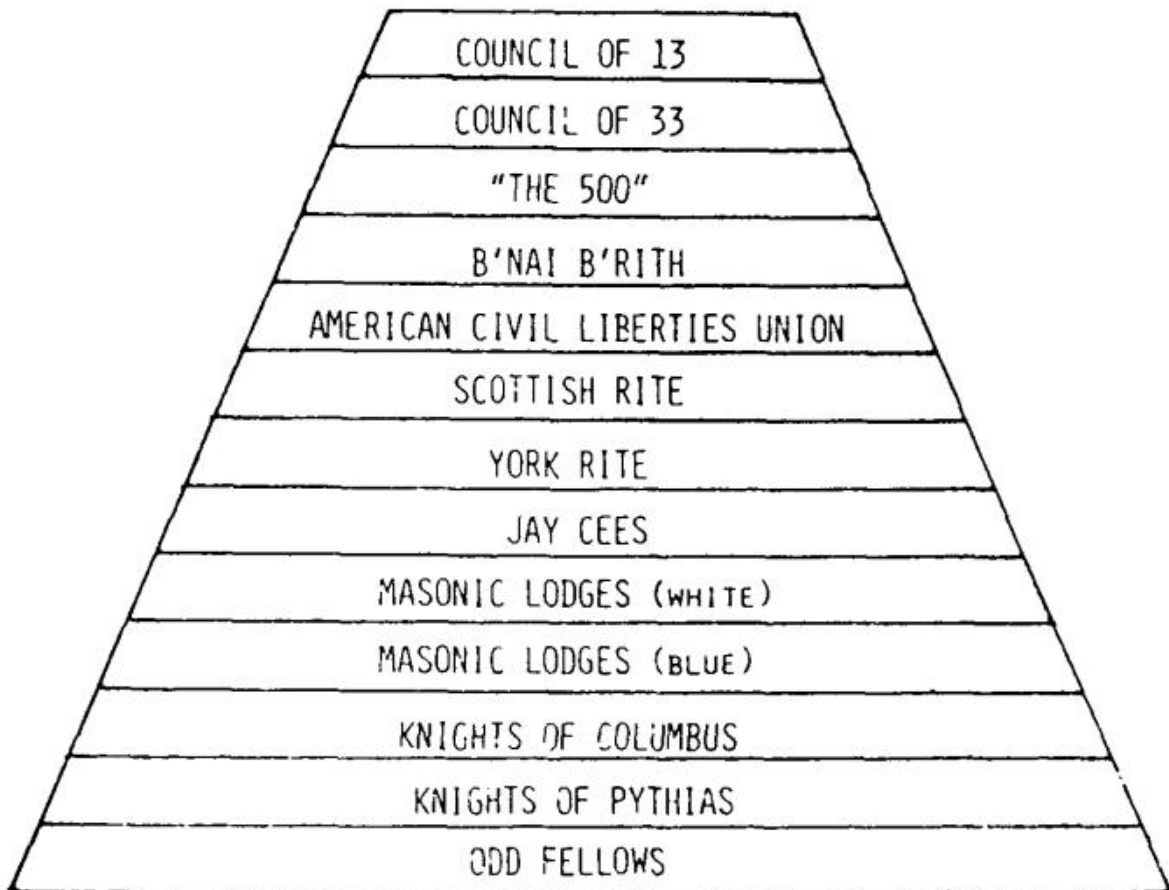 COUNCIL OF 13
COUNCIL OF 33
"THE 500"
B'NAI B'RITH
AMERICAN CIVIL LIBERTIES UNION
SCOTTISH RITE
YORK RITE
JAY CEES
MASONIC LODGES (WHITE)
MASONIC LODGES (BLUE)
KNIGHTS OF COLUMBUS
KNIGHTS OF PYTHIAS
ODD FELLOWS